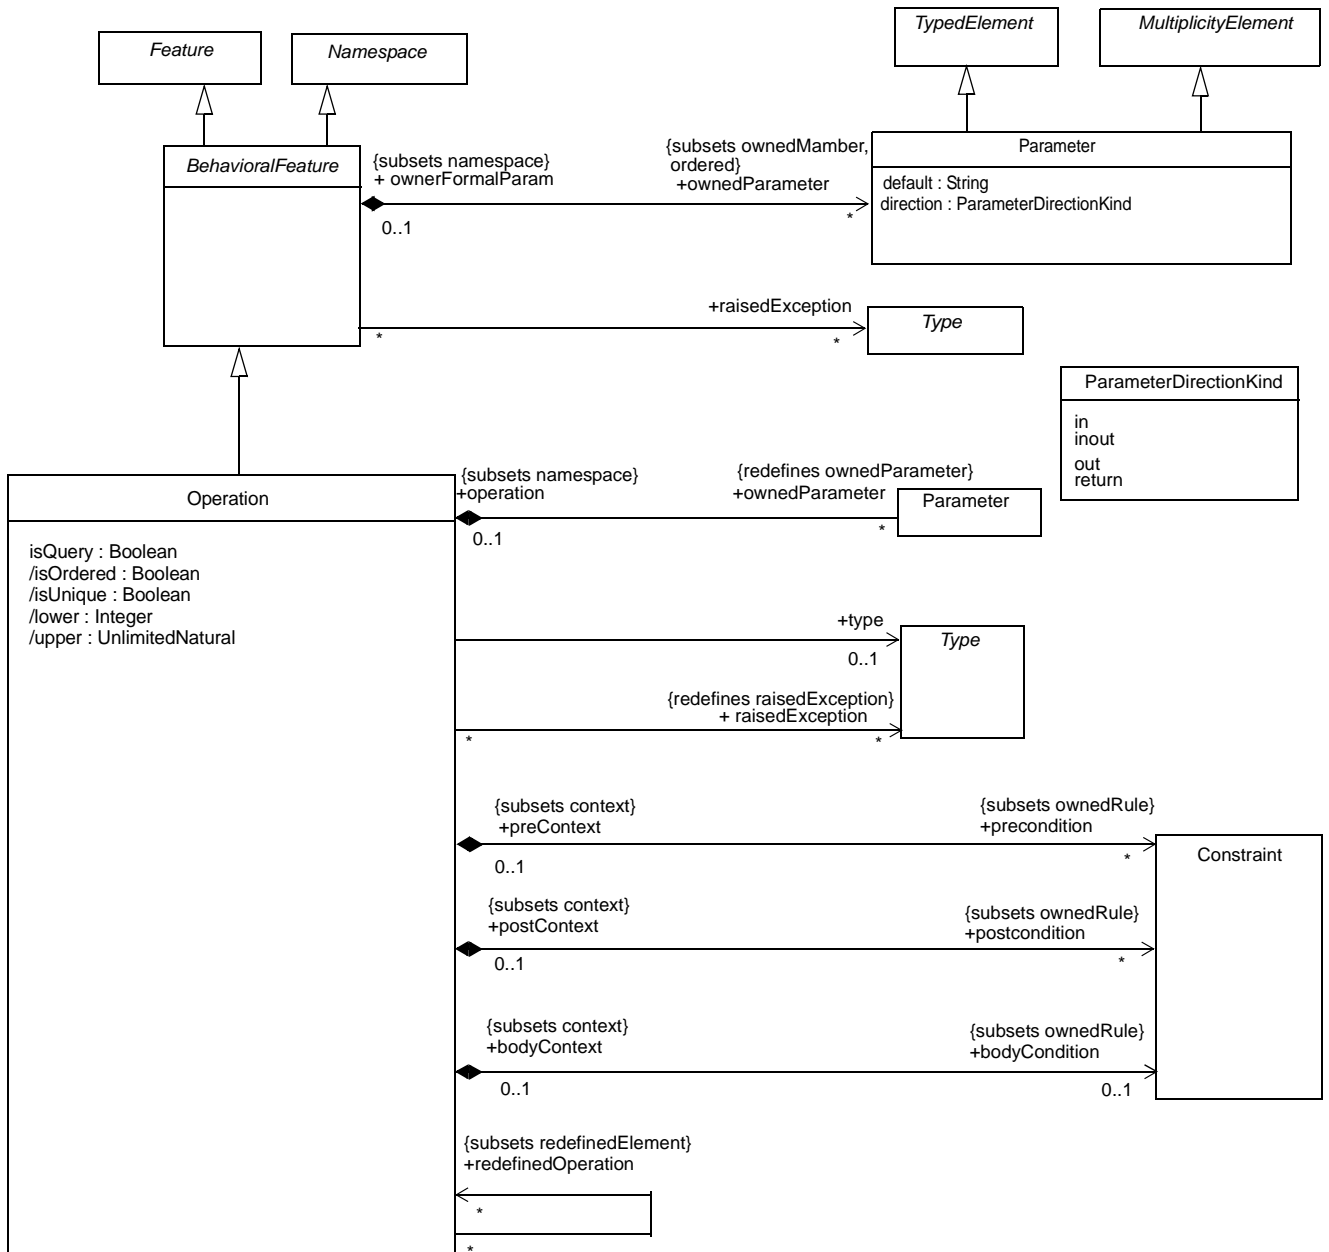 Feature
Namespace
TypedElement
MultiplicityElement
BehavioralFeature
{subsets namespace}
+ ownerFormalParam
0..1
{subsets ownedMamber,
ordered}
+ownedParameter
*
Parameter
default : String
direction : ParameterDirectionKind
+raisedException
*
*
Type
ParameterDirectionKind
in
inout
out
return
Operation
isQuery : Boolean
/isOrdered : Boolean
/isUnique : Boolean
/lower : Integer
/upper : UnlimitedNatural
{subsets namespace}
+operation
0..1
{redefines ownedParameter}
+ownedParameter
*
Parameter
+type
0..1
Type
{redefines raisedException}
+ raisedException
*
*
{subsets context}
+preContext
0..1
{subsets ownedRule}
+precondition
*
Constraint
{subsets context}
+postContext
0..1
{subsets ownedRule}
+postcondition
*
{subsets context}
+bodyContext
0..1
{subsets ownedRule}
+bodyCondition
0..1
{subsets redefinedElement}
+redefinedOperation
*
*